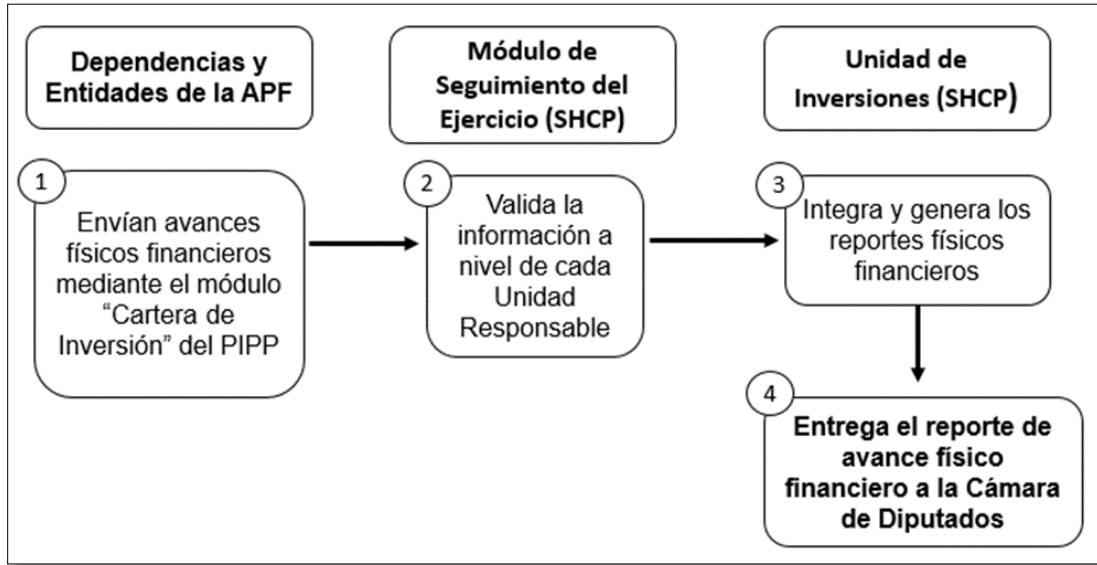 Dependencias y
Entidades de la APF
Módulo de
Seguimiento del
Ejercicio (SHCP)
Unidad de
Inversiones (SHCP)
1
Envían avances
físicos financieros
mediante el módulo
“Cartera de
Inversión” del PIPP
2
Valida la
información a
nivel de cada
Unidad
Responsable
3
Integra y genera los
reportes físicos
financieros
4
Entrega el reporte de
avance físico
financiero a la Cámara
de Diputados